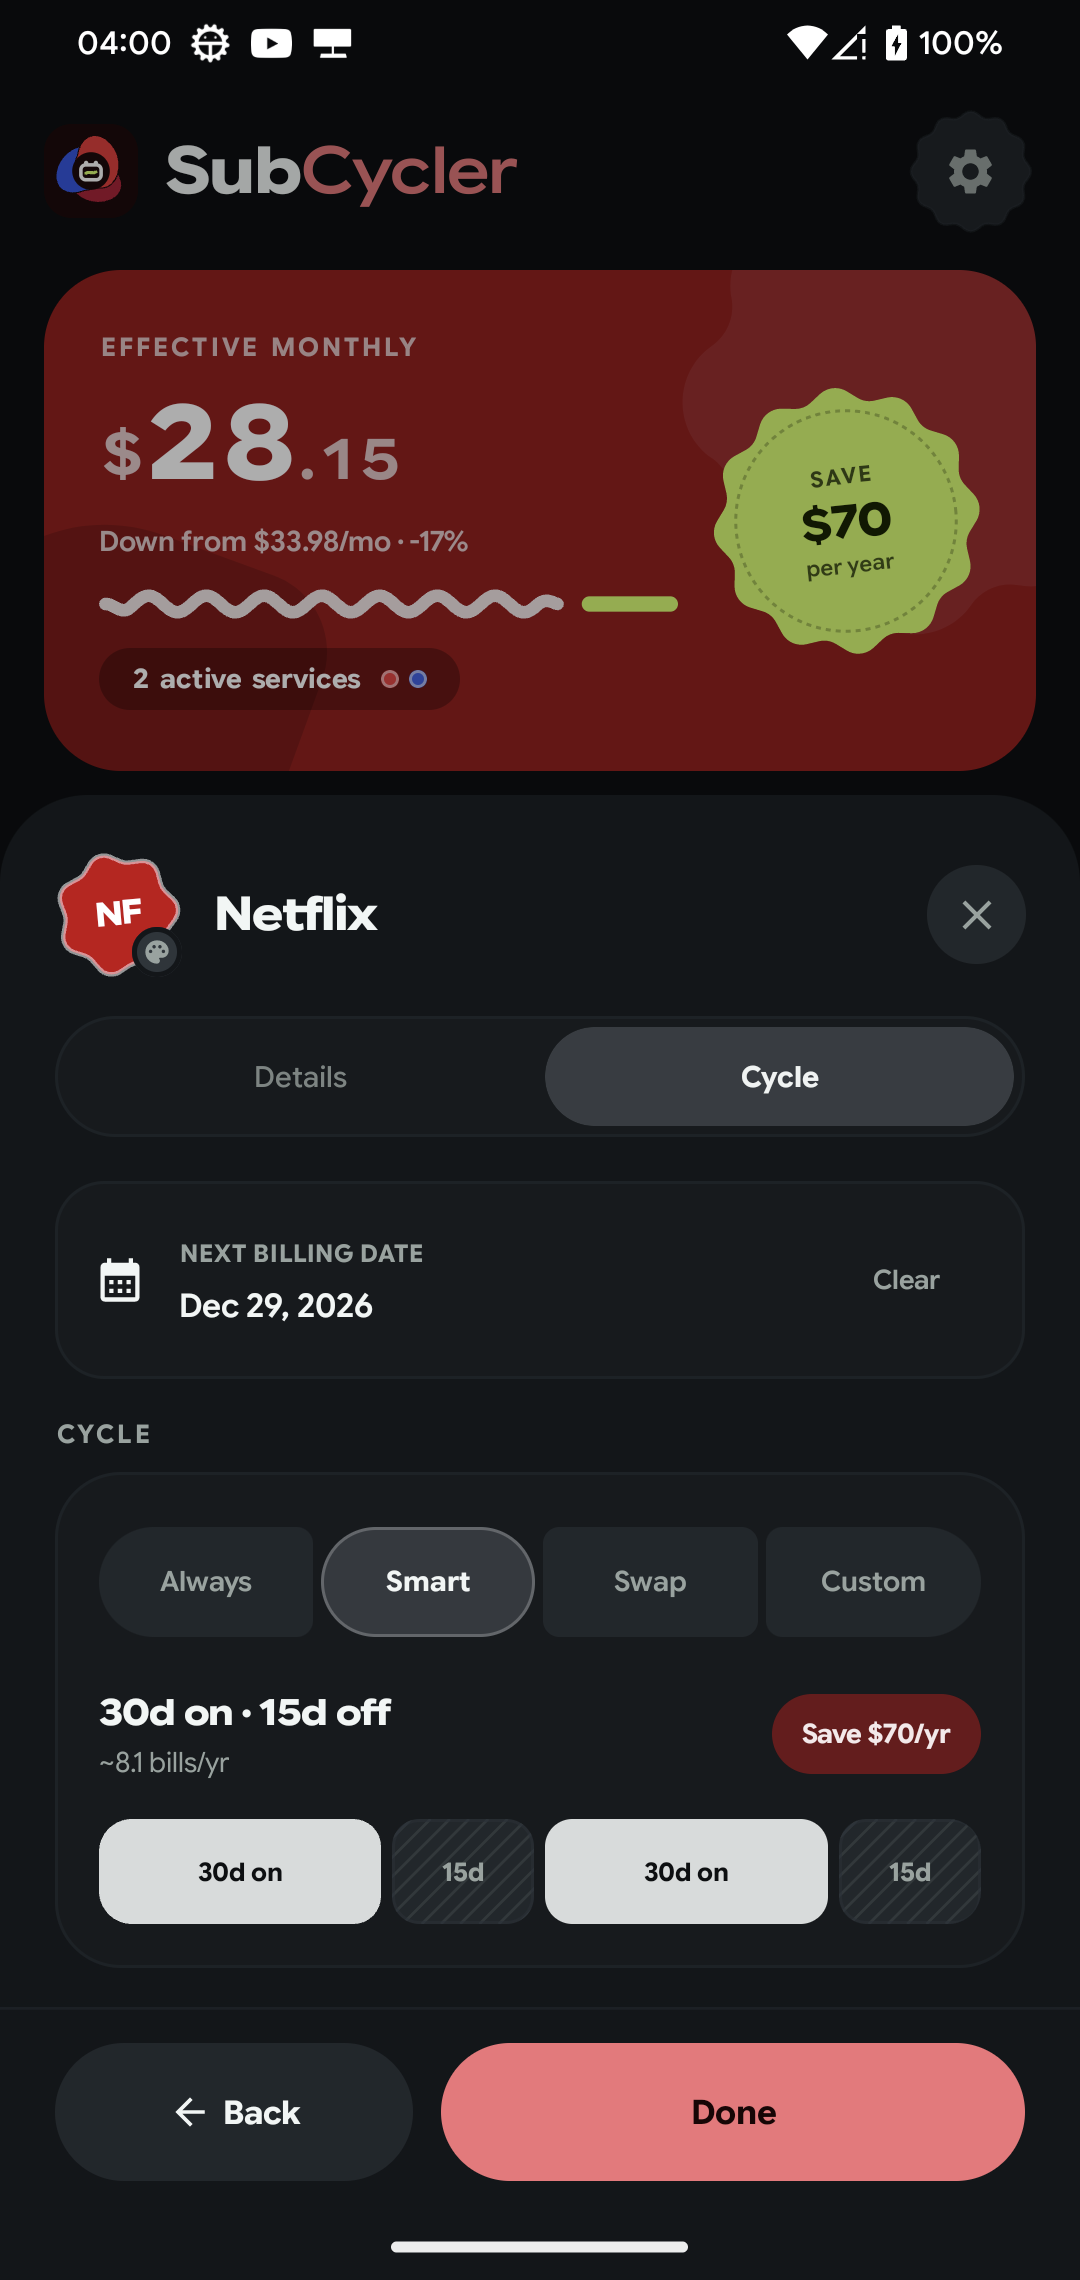 04:00
100%
SubCycler
EFFECTIVE MONTHLY
$28.15
Down from $33.98/mo · -17%
SAVE
$70
per year
2 active services
NF
Netflix
Details
Cycle
NEXT BILLING DATE
Dec 29, 2026
Clear
CYCLE
Always
Smart
Swap
Custom
30d on · 15d off
~8.1 bills/yr
Save $70/yr
30d on
15d
30d on
15d
Back
Done